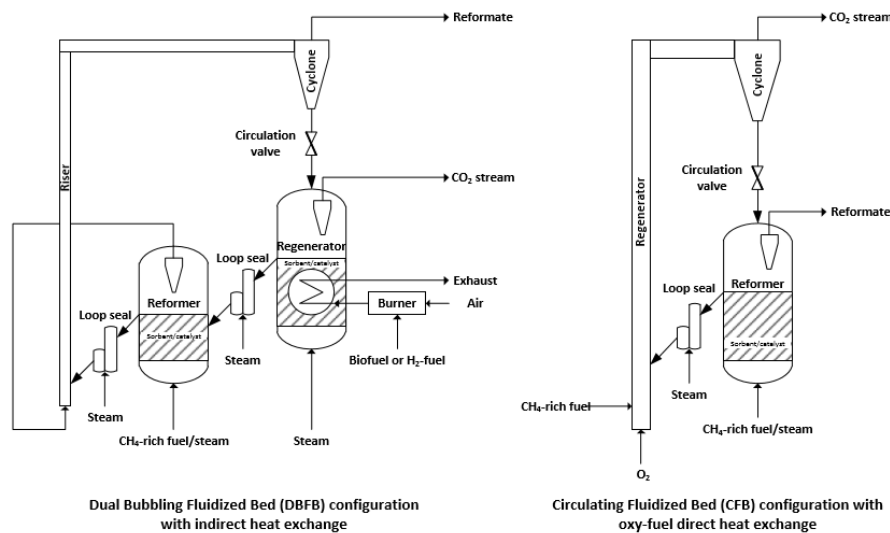 Reformate
Cyclone
Circulation
valve
Riser
CO₂ stream
Regenerator
Sorbent/catalyst
Loop seal
Exhaust
Burner
Air
Reformer
Loop seal
Sorbent/catalyst
Steam
Biofuel or H₂-fuel
Steam
CH₄-rich fuel/steam
Steam
Dual Bubbling Fluidized Bed (DBFB) configuration
with indirect heat exchange
CO₂ stream
Cyclone
Regenerator
Circulation
valve
Reformate
Loop seal
Reformer
Sorbent/catalyst
Steam
CH₄-rich fuel
CH₄-rich fuel/steam
O₂
Circulating Fluidized Bed (CFB) configuration with
oxy-fuel direct heat exchange